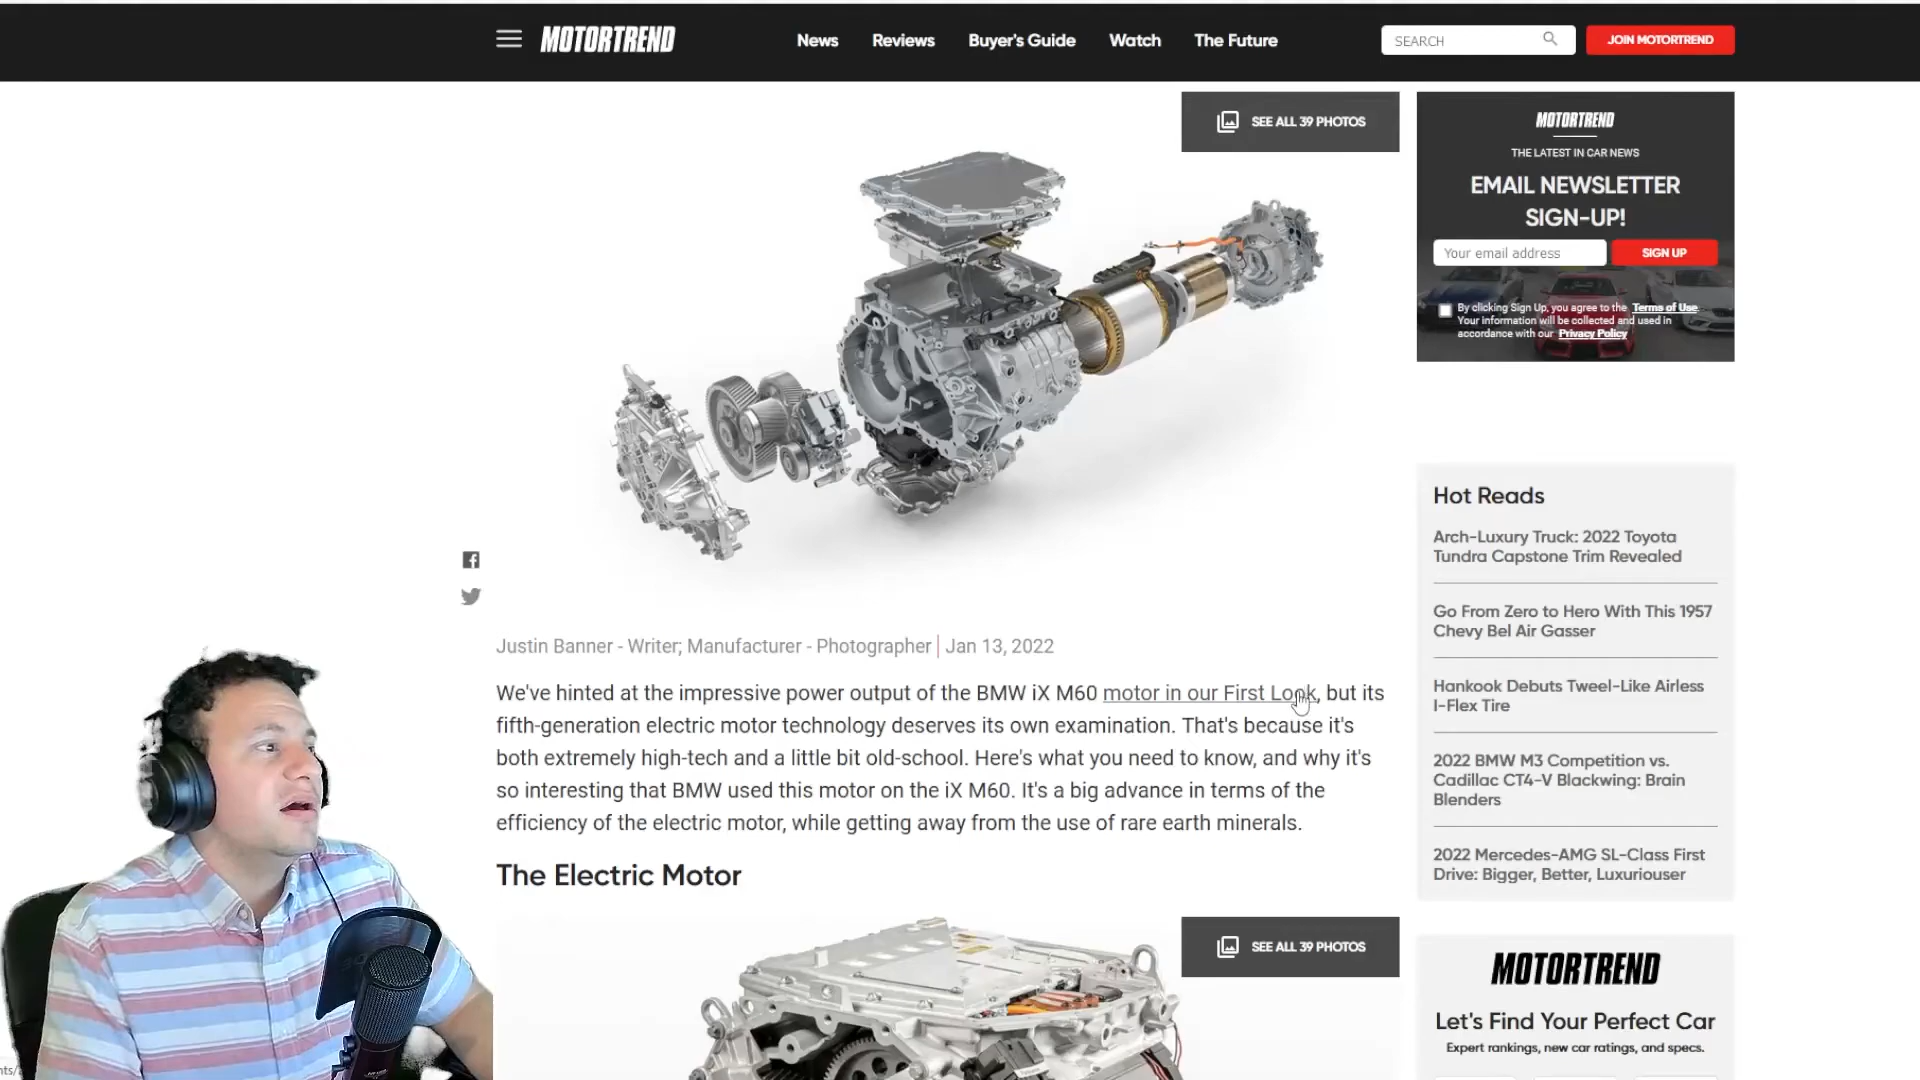 MOTORTREND
News
Reviews
Buyer's Guide
Watch
The Future
SEARCH
JOIN MOTORTREND
SEE ALL 39 PHOTOS
MOTORTREND
THE LATEST IN CAR NEWS
EMAIL NEWSLETTER
SIGN-UP!
Your email address
SIGN UP
By clicking Sign Up, you agree to the Terms of Use.
Your information will be collected and used in
accordance with our Privacy Policy
Hot Reads
Arch-Luxury Truck: 2022 Toyota
Tundra Capstone Trim Revealed
Go From Zero to Hero With This 1957
Chevy Bel Air Gasser
Hankook Debuts Tweel-Like Airless
I-Flex Tire
2022 BMW M3 Competition vs.
Cadillac CT4-V Blackwing: Brain
Blenders
2022 Mercedes-AMG SL-Class First
Drive: Bigger, Better, Luxuriouser
Justin Banner - Writer; Manufacturer - Photographer | Jan 13, 2022
We've hinted at the impressive power output of the BMW iX M60 motor in our First Look, but its
fifth-generation electric motor technology deserves its own examination. That's because it's
both extremely high-tech and a little bit old-school. Here's what you need to know, and why it's
so interesting that BMW used this motor on the iX M60. It's a big advance in terms of the
efficiency of the electric motor, while getting away from the use of rare earth minerals.
The Electric Motor
SEE ALL 39 PHOTOS
MOTORTREND
Let's Find Your Perfect Car
Expert rankings, new car ratings, and specs.